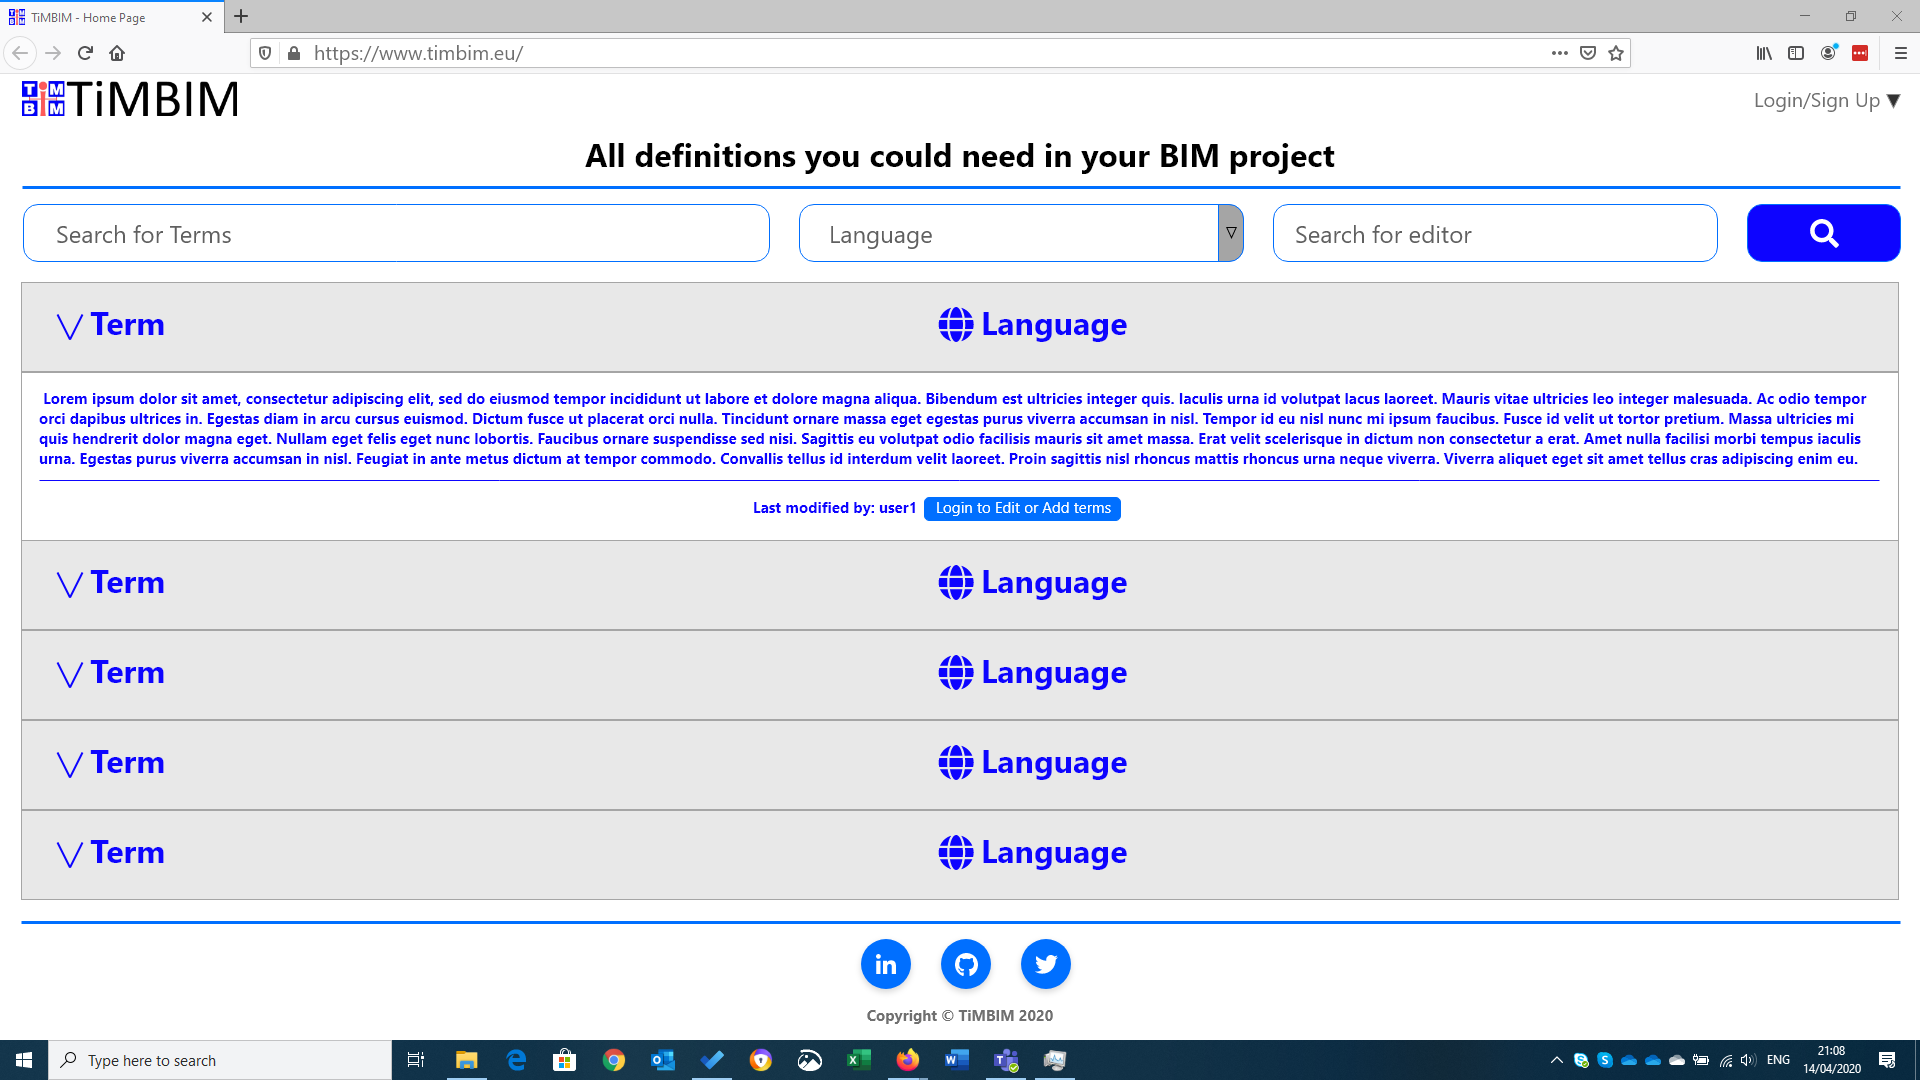 TiMBIM - Home Page
https://www.timbim.eu/
TiMBIM TiMBIM
Login/Sign Up ▼
All definitions you could need in your BIM project
Search for Terms
Language
Search for editor
Term
Language
Lorem ipsum dolor sit amet, consectetur adipiscing elit, sed do eiusmod tempor incididunt ut labore et dolore magna aliqua. Bibendum est ultricies integer quis. Iaculis urna id volutpat lacus laoreet. Mauris vitae ultricies leo integer malesuada. Ac odio tempor
orci dapibus ultrices in. Egestas diam in arcu cursus euismod. Dictum fusce ut placerat orci nulla. Tincidunt ornare massa eget egestas purus viverra accumsan in nisl. Tempor id eu nisl nunc mi ipsum faucibus. Fusce id velit ut tortor pretium. Massa ultricies mi
quis hendrerit dolor magna eget. Nullam eget felis eget nunc lobortis. Faucibus ornare suspendisse sed nisi. Sagittis eu volutpat odio facilisis mauris sit amet massa. Erat velit scelerisque in dictum non consectetur a erat. Amet nulla facilisi morbi tempus iaculis
urna. Egestas purus viverra accumsan in nisl. Feugiat in ante metus dictum at tempor commodo. Convallis tellus id interdum velit laoreet. Proin sagittis nisl rhoncus mattis rhoncus urna neque viverra. Viverra aliquet eget sit amet tellus cras adipiscing enim eu.
Last modified by: user1
Login to Edit or Add terms
Term
Language
Term
Language
Term
Language
Term
Language
Copyright © TiMBIM 2020
Type here to search
ENG
21:08
14/04/2020